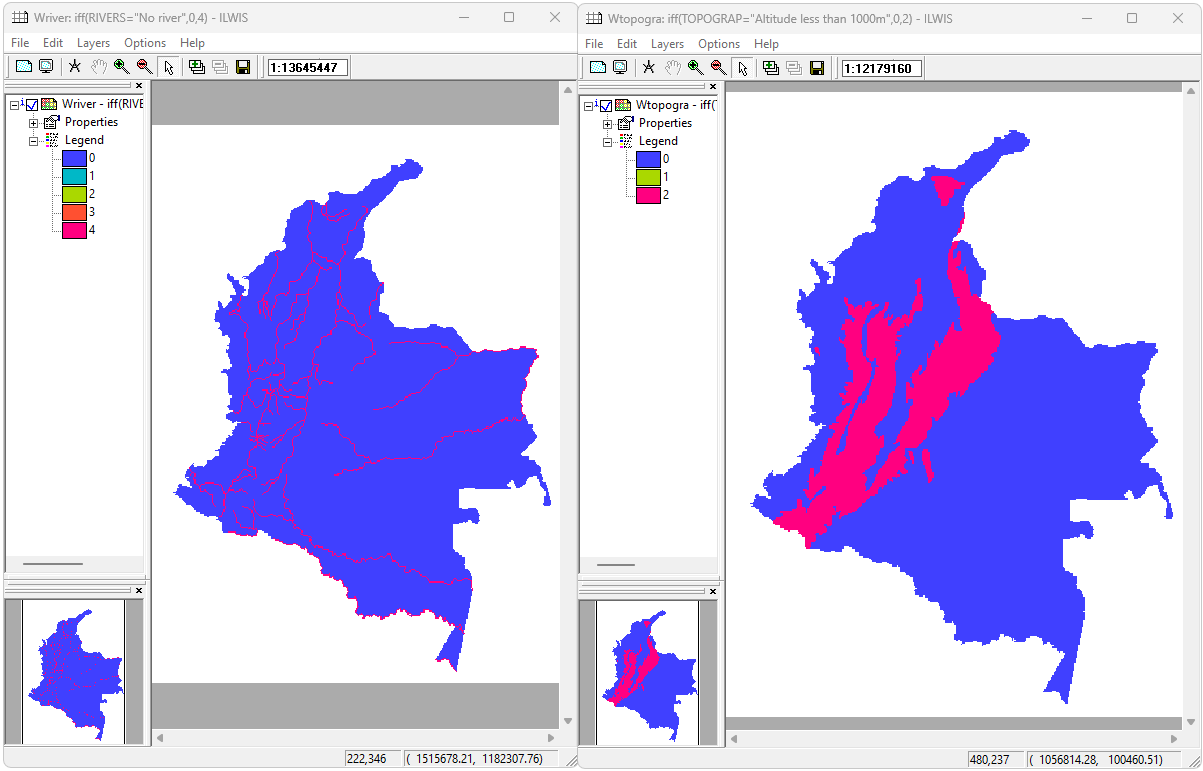 Wriver: iff(RIVERS="No river",0,4) - ILWIS
File Edit Layers Options Help
1:13645447
Wriver - iff(RIVE
Properties
Legend
0
1
2
3
4
222,346 ( 1515678.21, 1182307.76)
Wtopogra: iff(TOPOGRAP="Altitude less than 1000m",0,2) - ILWIS
File Edit Layers Options Help
1:12179160
Wtopogra - iff(
Properties
Legend
0
1
2
480,237 ( 1056814.28, 100460.51)